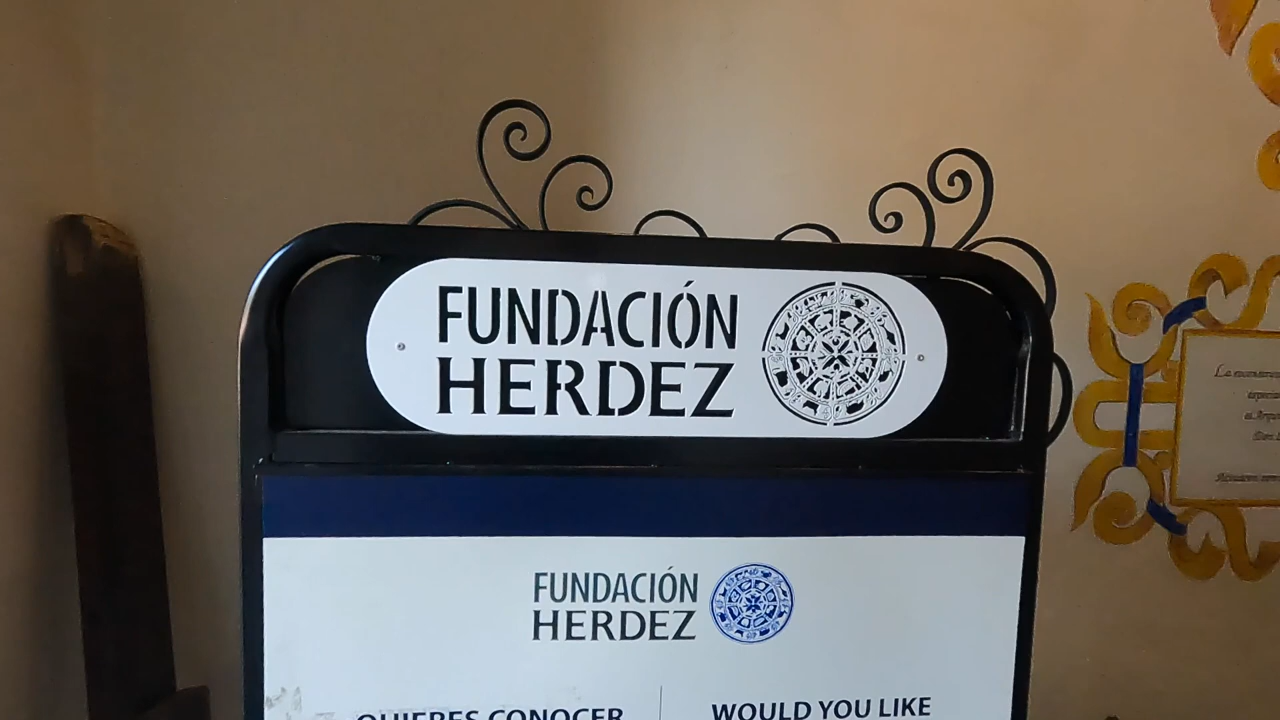 FUNDACIÓN
HERDEZ
FUNDACIÓN
HERDEZ
QUIERES CONOCER
WOULD YOU LIKE